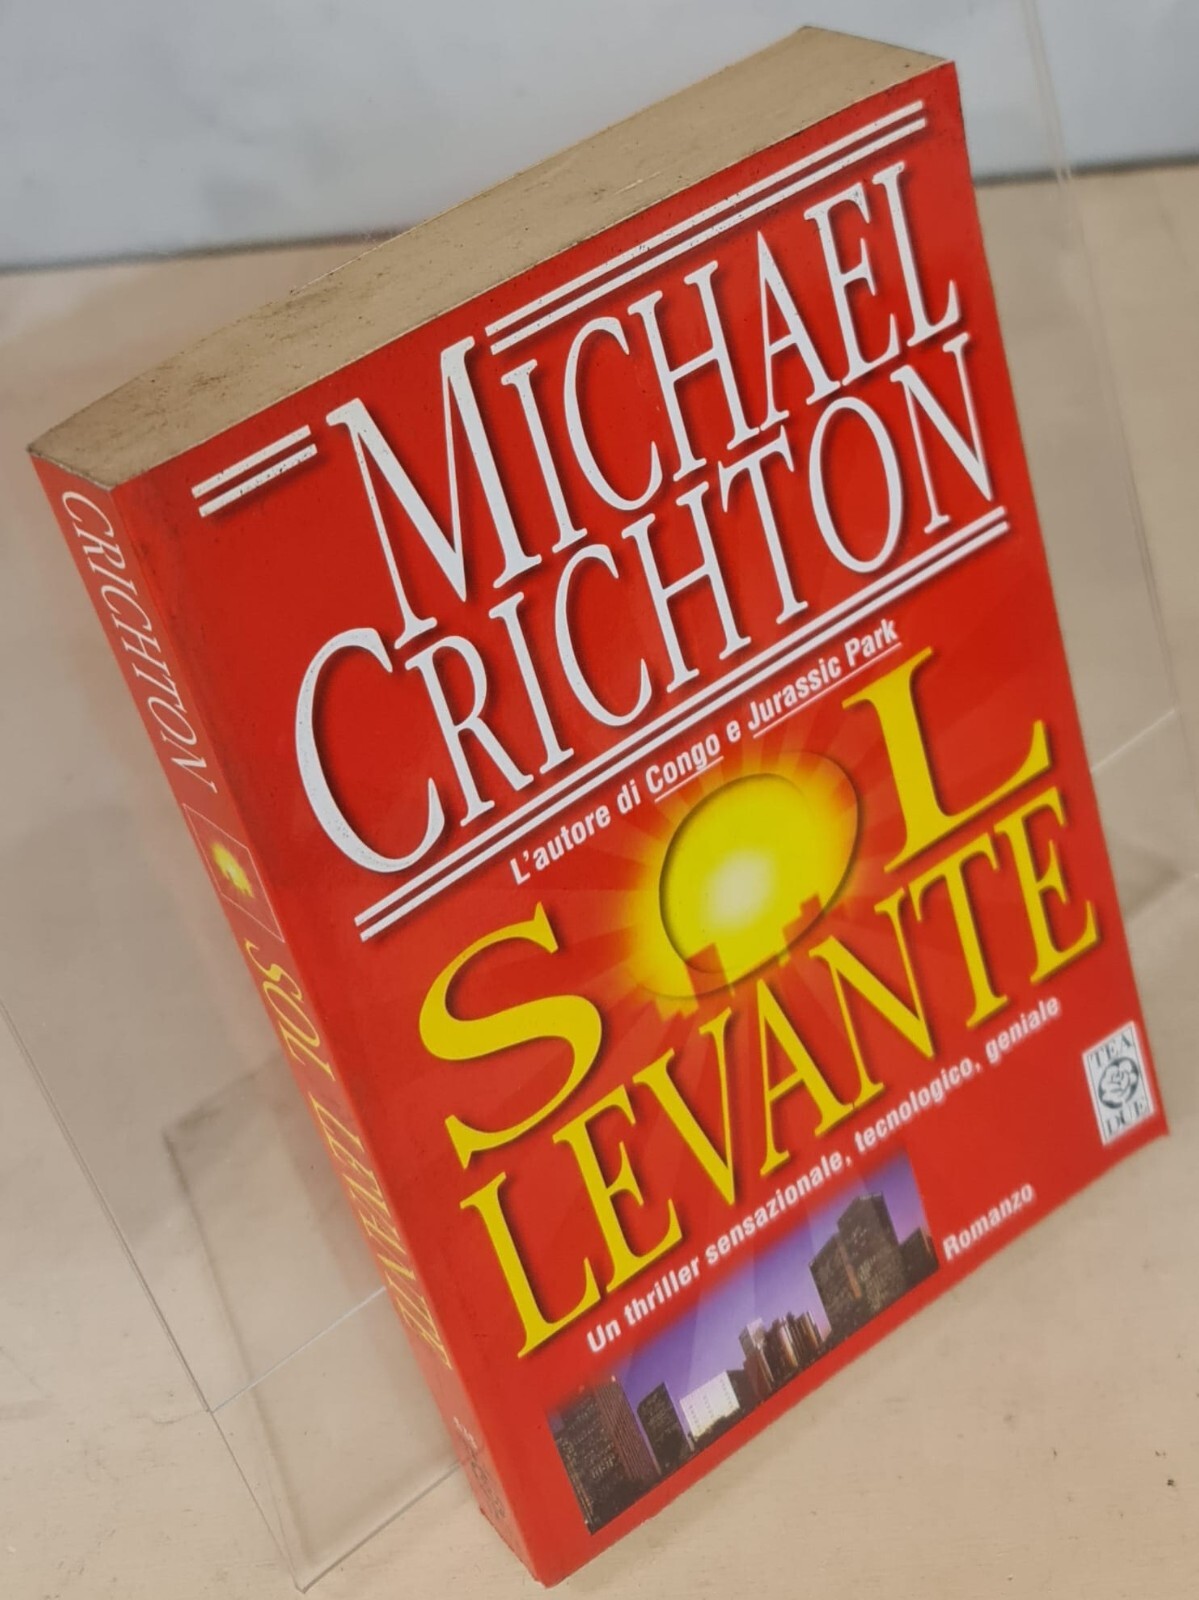 MICHAEL
CRICHTON
L'autore di Congo e Jurassic Park
SOL
LEVANTE
Un thriller sensazionale, tecnologico, geniale
Romanzo
TEA
DUE
CRICHTON SOL LEVANTE